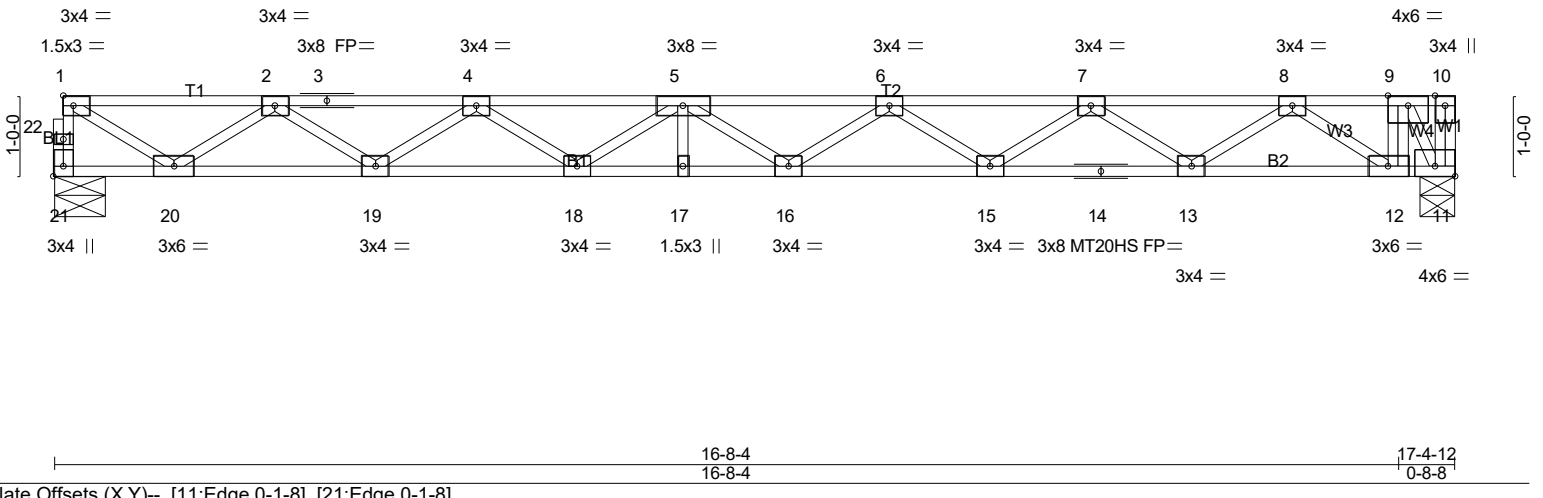 3x4 = 3x4 = 4x6 =
1.5x3 = 3x8 FP= 3x4 = 3x8 = 3x4 = 3x4 = 3x4 = 3x4 ||
1 2 3 4 5 6 7 8 9 10
T1 T2
1-0-0 22 BL1 B1 B2 W3 W4 W1 1-0-0
21 20 19 18 17 16 15 14 13 12 11
3x4 || 3x6 = 3x4 = 3x4 = 1.5x3 || 3x4 = 3x4 = 3x8 MT20HS FP= 3x6 =
3x4 = 4x6 =
16-8-4 17-4-12
16-8-4 0-8-8
late Offsets (X,Y)-- [11:Edge,0-1-8], [21:Edge,0-1-8]